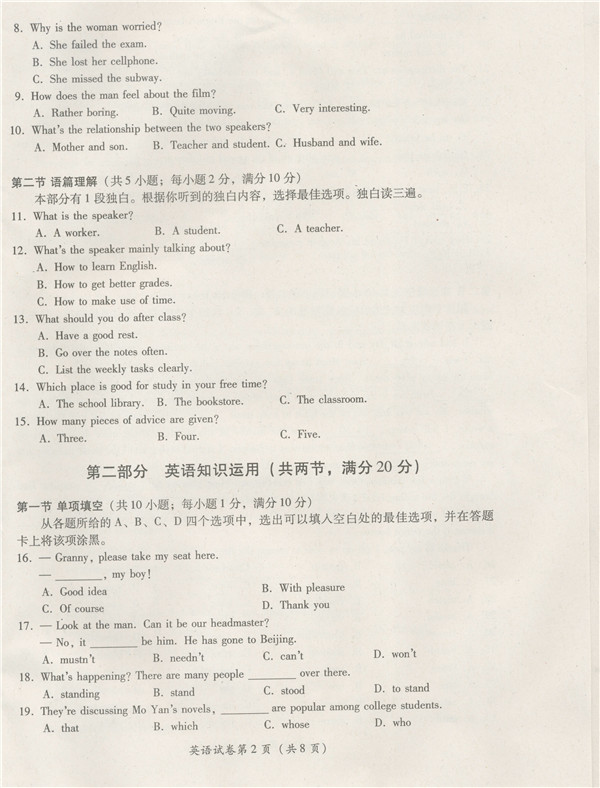 8. Why is the woman worried?
A. She failed the exam.
B. She lost her cellphone.
C. She missed the subway.
9. How does the man feel about the film?
A. Rather boring. B. Quite moving. C. Very interesting.
10. What's the relationship between the two speakers?
A. Mother and son. B. Teacher and student. C. Husband and wife.
第二节 语篇理解（共5小题；每小题2分，满分10分）
本部分有1段独白。根据你听到的独白内容，选择最佳选项。独白读三遍。
11. What is the speaker?
A. A worker. B. A student. C. A teacher.
12. What's the speaker mainly talking about?
A. How to learn English.
B. How to get better grades.
C. How to make use of time.
13. What should you do after class?
A. Have a good rest.
B. Go over the notes often.
C. List the weekly tasks clearly.
14. Which place is good for study in your free time?
A. The school library. B. The bookstore. C. The classroom.
15. How many pieces of advice are given?
A. Three. B. Four. C. Five.
第二部分 英语知识运用（共两节，满分20分）
第一节 单项填空（共10小题；每小题1分，满分10分）
从各题所给的A、B、C、D四个选项中，选出可以填入空白处的最佳选项，并在答题
卡上将该项涂黑。
16. — Granny, please take my seat here.
— ________, my boy!
A. Good idea B. With pleasure
C. Of course D. Thank you
17. — Look at the man. Can it be our headmaster?
— No, it ________ be him. He has gone to Beijing.
A. mustn't B. needn't C. can't D. won't
18. What's happening? There are many people ________ over there.
A. standing B. stand C. stood D. to stand
19. They're discussing Mo Yan's novels, ________ are popular among college students.
A. that B. which C. whose D. who
英语试卷第2页（共8页）